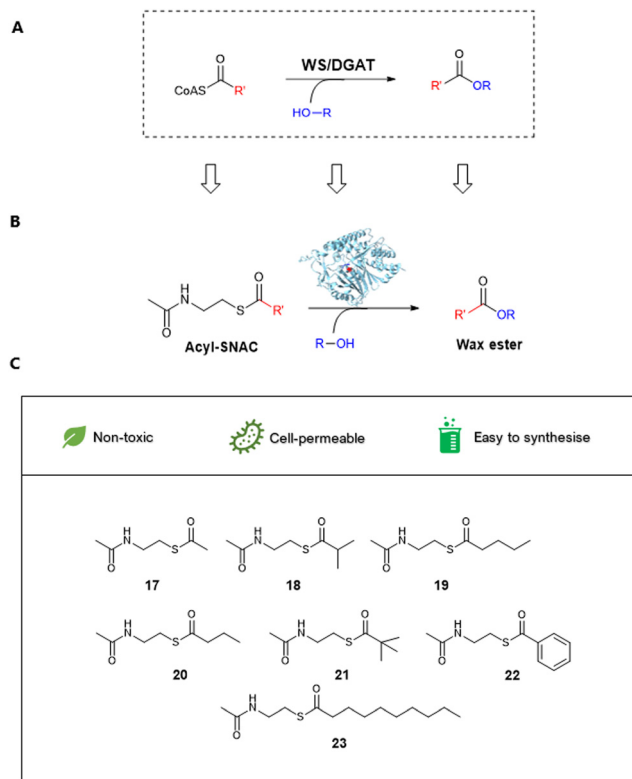 A
WS/DGAT
O
CoAS
R'
HO–R
O
R'
OR
B
H
N
O
S
O
R'
Acyl-SNAC
R–OH
O
R'
OR
Wax ester
C
Non-toxic
Cell-permeable
Easy to synthesise
H
N
O
S
O
17
H
N
O
S
O
18
H
N
O
S
O
19
H
N
O
S
O
20
H
N
O
S
O
21
H
N
O
S
O
22
H
N
O
S
O
23